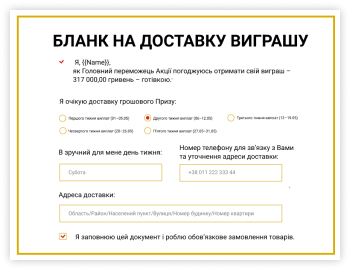 БЛАНК НА ДОСТАВКУ ВИГРАШУ
Я, {{Name}},
як Головний переможець Акції погоджуюсь отримати свій виграш –
317 000,00 гривень – готівкою.
Я очікую доставку грошового Призу:
Першого тижня виплат (01–05.05)
Другого тижня виплат (06–12.05)
Третього тижня виплат (13–19.05)
Четвертого тижня виплат (20-26.05)
П'ятого тижня виплат (27.05-31.05)
В зручний для мене день тижня:
Номер телефону для зв'язку з Вами
та уточнення адреси доставки:
Субота
+38 011 222 333 44
Адреса доставки:
Область/Район/Населений пункт/Вулиця/Номер будинку/Номер квартири
Я заповнюю цей документ і роблю обов'язкове замовлення товарів.